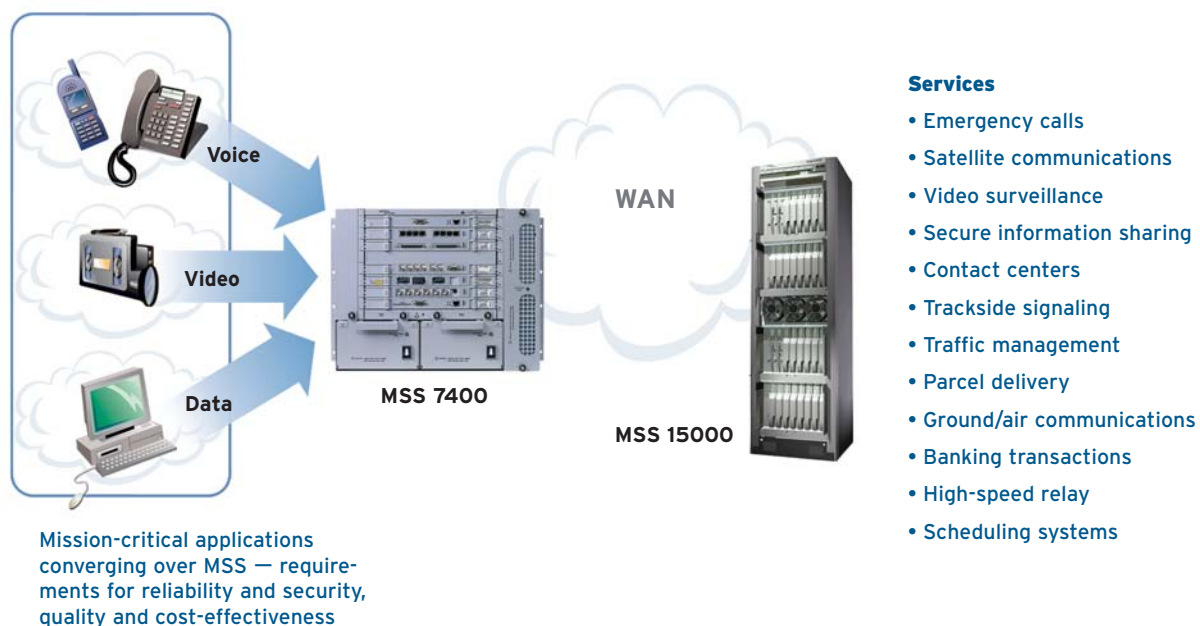 Voice
Video
Data
Mission-critical applications
converging over MSS — require-
ments for reliability and security,
quality and cost-effectiveness
MSS 7400
WAN
MSS 15000
Services
• Emergency calls
• Satellite communications
• Video surveillance
• Secure information sharing
• Contact centers
• Trackside signaling
• Traffic management
• Parcel delivery
• Ground/air communications
• Banking transactions
• High-speed relay
• Scheduling systems